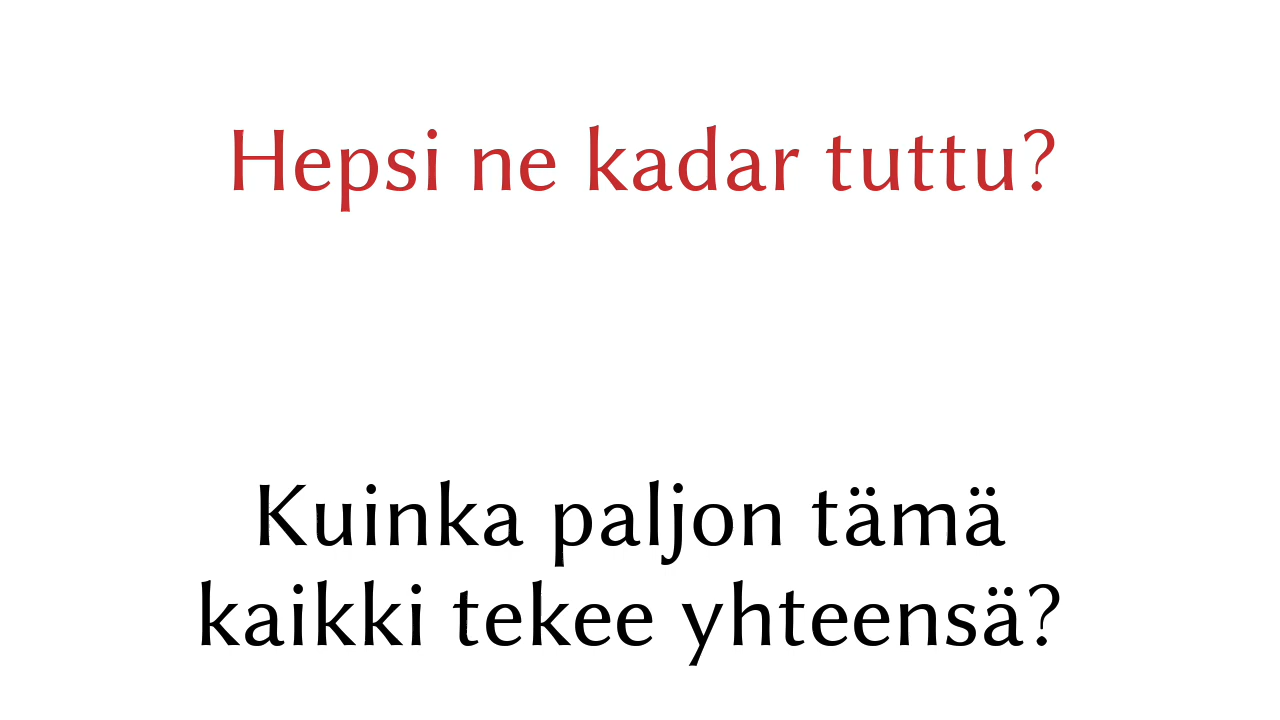 Hepsi ne kadar tuttu?
Kuinka paljon tämä
kaikki tekee yhteensä?